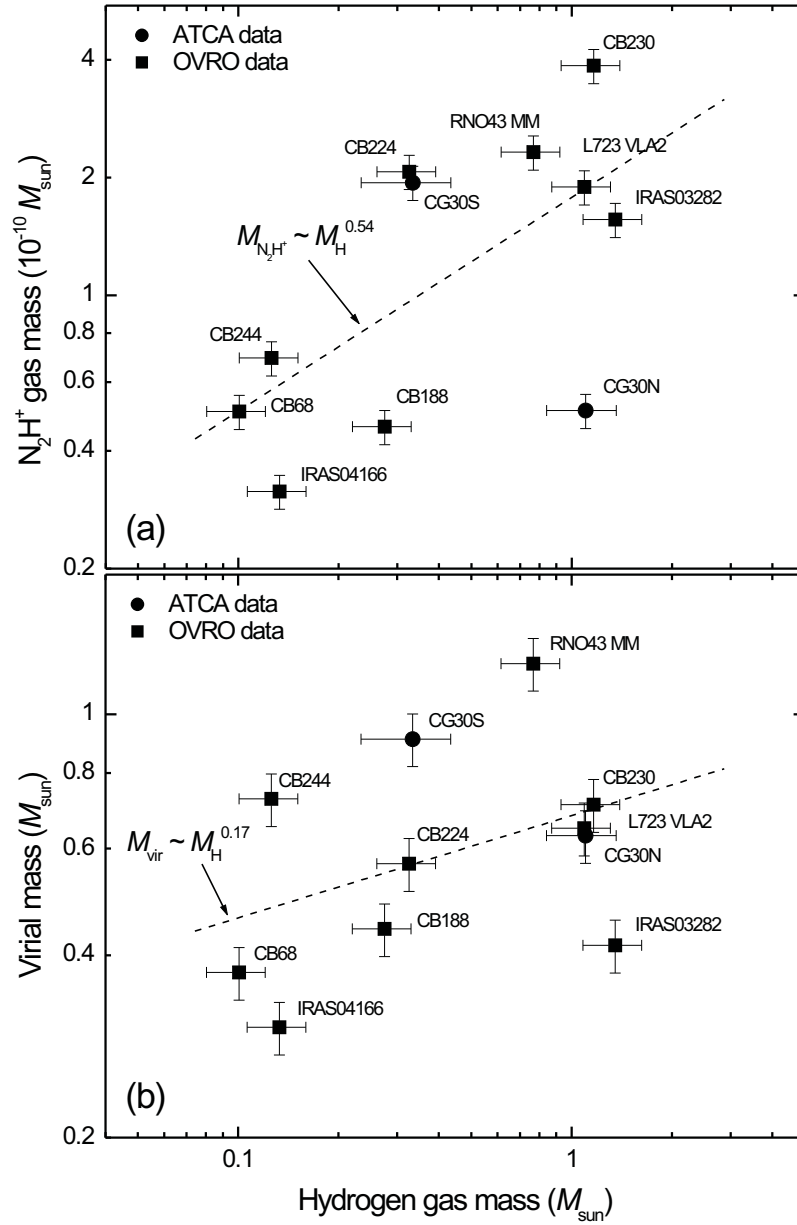 ATCA data
OVRO data
CB230
RNO43 MM
L723 VLA2
CB224
CG30S
IRAS03282
M_N₂H⁺ ~ M_H^0.54
CB244
CB68
CB188
CG30N
IRAS04166
(a)
4
2
1
0.8
0.6
0.4
0.2
N₂H⁺ gas mass (10⁻¹⁰ M_sun)
ATCA data
OVRO data
RNO43 MM
CG30S
CB244
CB230
L723 VLA2
M_vir ~ M_H^0.17
CB224
CG30N
CB188
IRAS03282
CB68
IRAS04166
(b)
1
0.8
0.6
0.4
0.2
Virial mass (M_sun)
0.1
1
Hydrogen gas mass (M_sun)